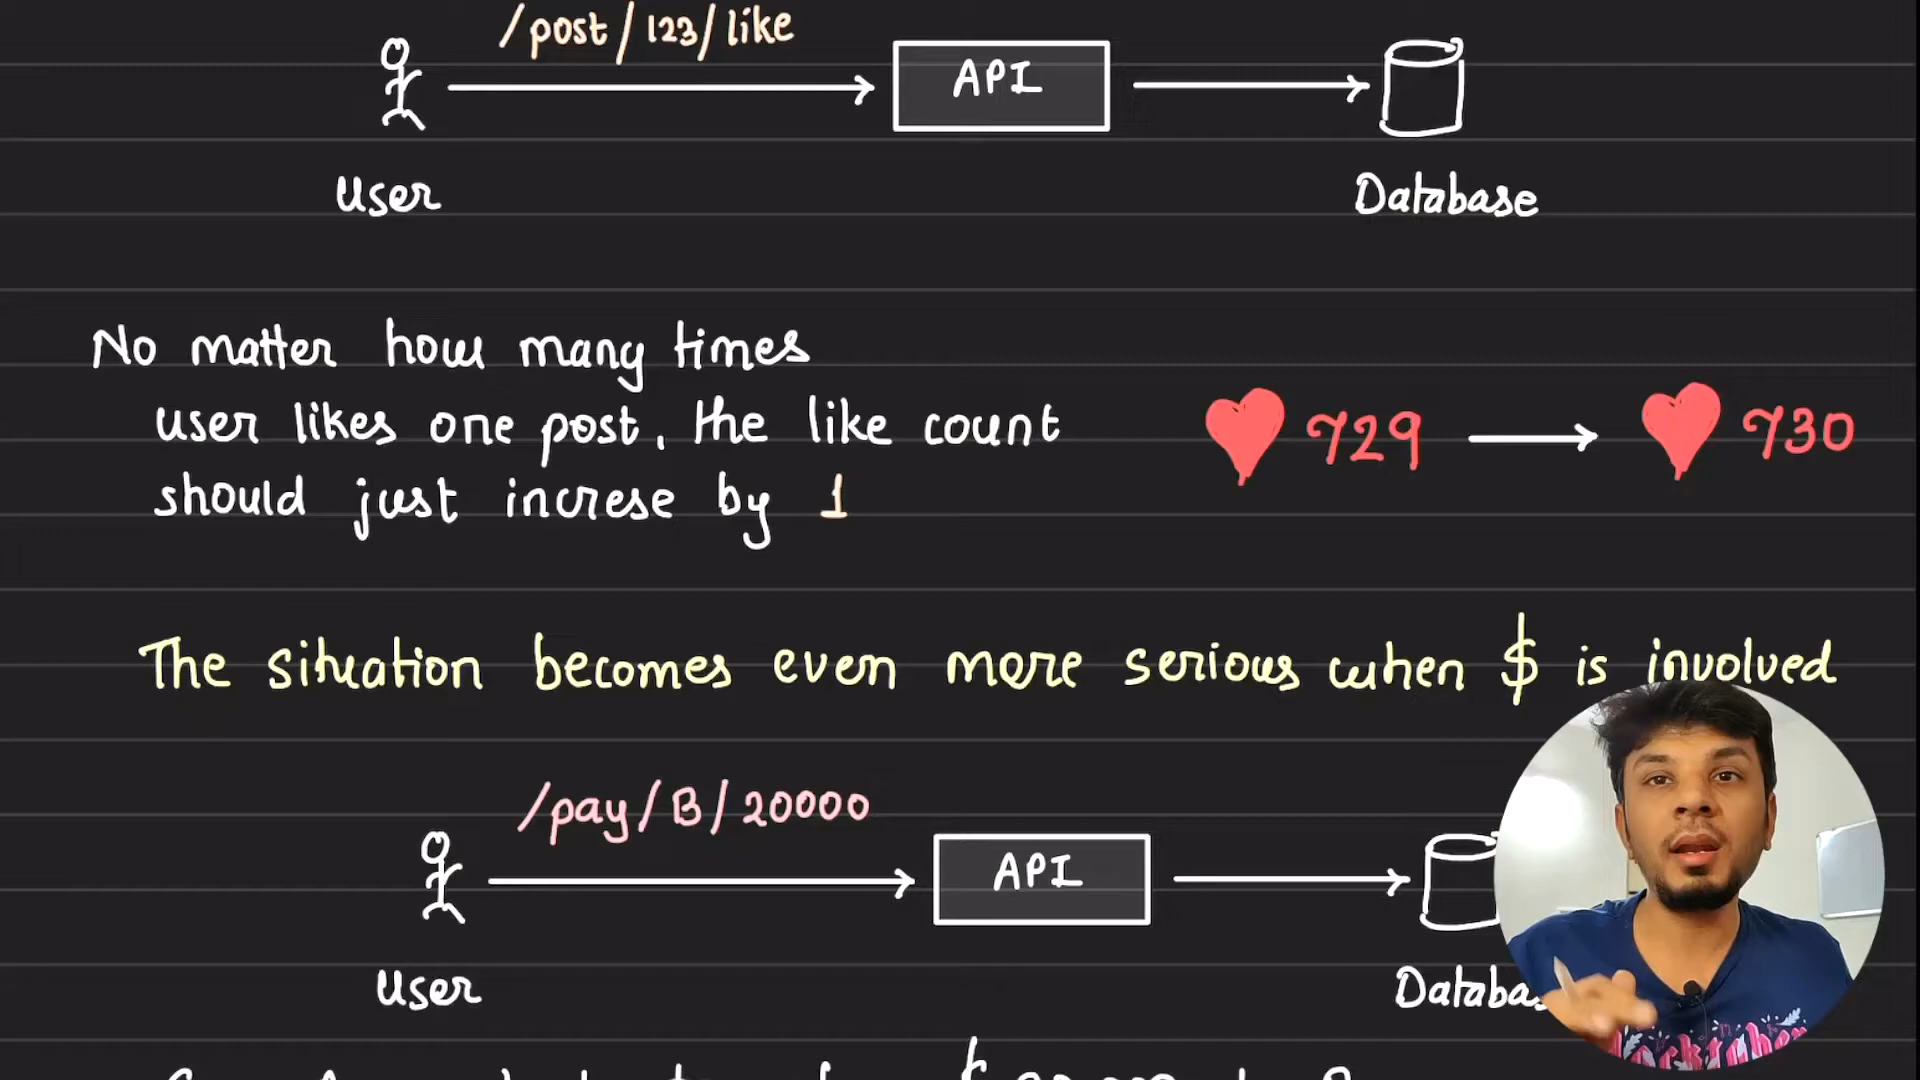 /post/123/like
API
User
Database
No matter how many times
user likes one post, the like count
should just increse by 1
729
730
The situation becomes even more serious when $ is involved
/pay/B/20000
API
User